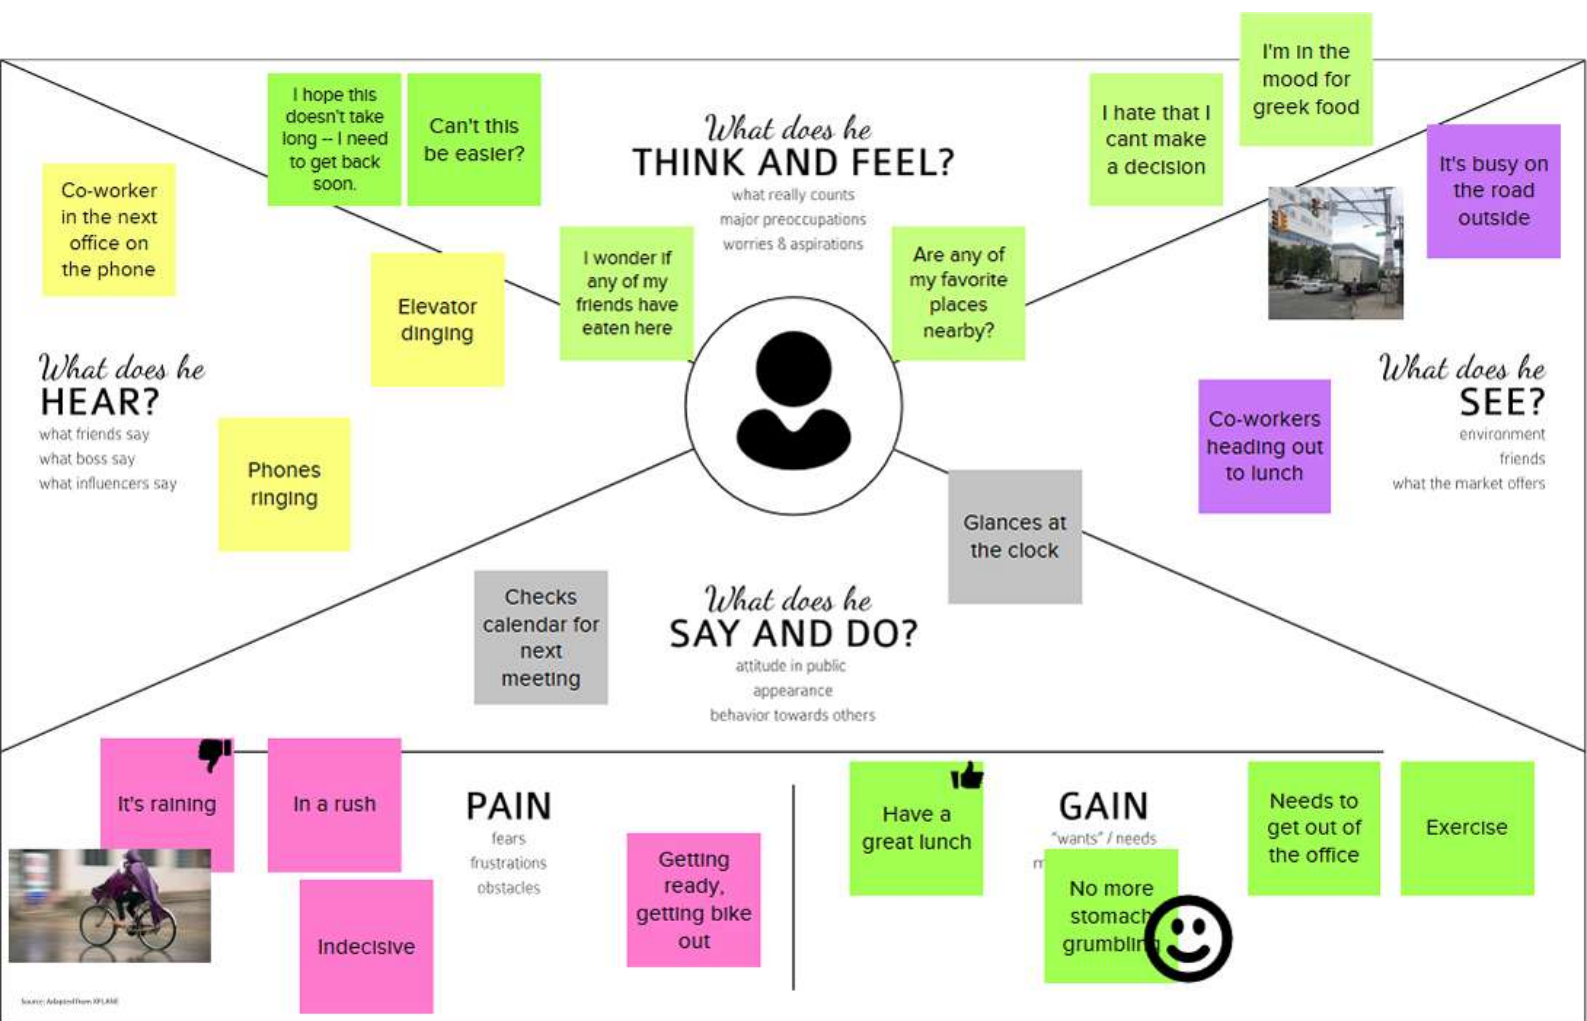 I'm in the
mood for
greek food
I hope this
doesn't take
long -- I need
to get back
soon.
Can't this
be easier?
What does he
THINK AND FEEL?
what really counts
major preoccupations
worries & aspirations
I hate that I
cant make
a decision
It's busy on
the road
outside
Co-worker
in the next
office on
the phone
Elevator
dinging
I wonder if
any of my
friends have
eaten here
Are any of
my favorite
places
nearby?
What does he
HEAR?
what friends say
what boss say
what influencers say
Phones
ringing
Co-workers
heading out
to lunch
What does he
SEE?
environment
friends
what the market offers
Glances at
the clock
Checks
calendar for
next
meeting
What does he
SAY AND DO?
attitude in public
appearance
behavior towards others
It's raining
In a rush
PAIN
fears
frustrations
obstacles
Indecisive
Getting
ready,
getting bike
out
Have a
great lunch
GAIN
"wants" / needs
No more
stomach
grumbling
Needs to
get out of
the office
Exercise
Source: Adapted from XPLANE